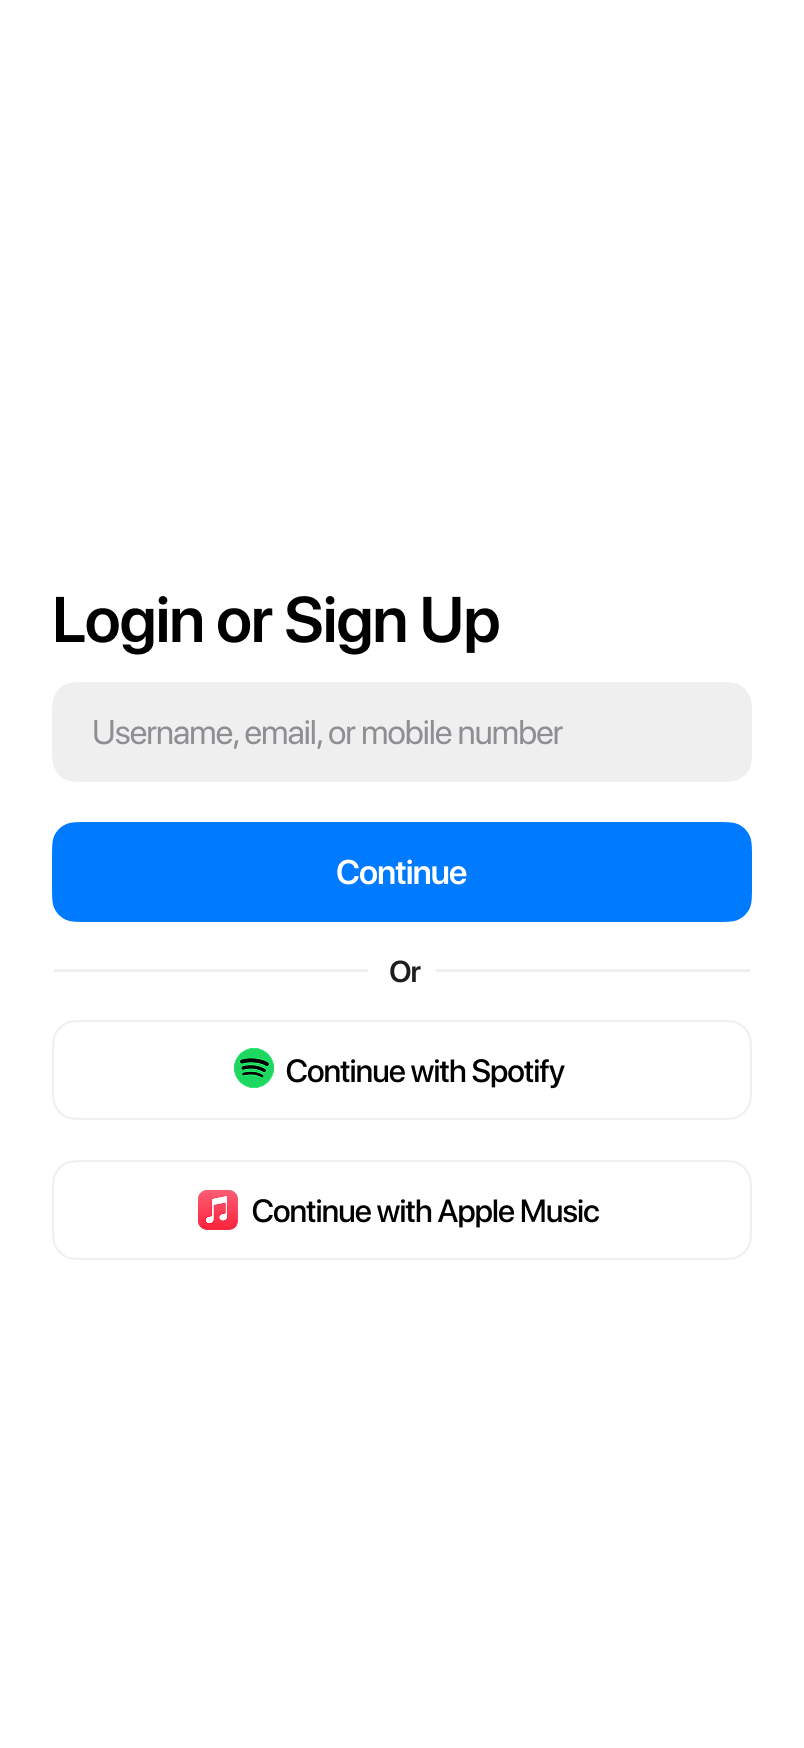 Login or Sign Up
Username, email, or mobile number
Continue
Or
Continue with Spotify
Continue with Apple Music